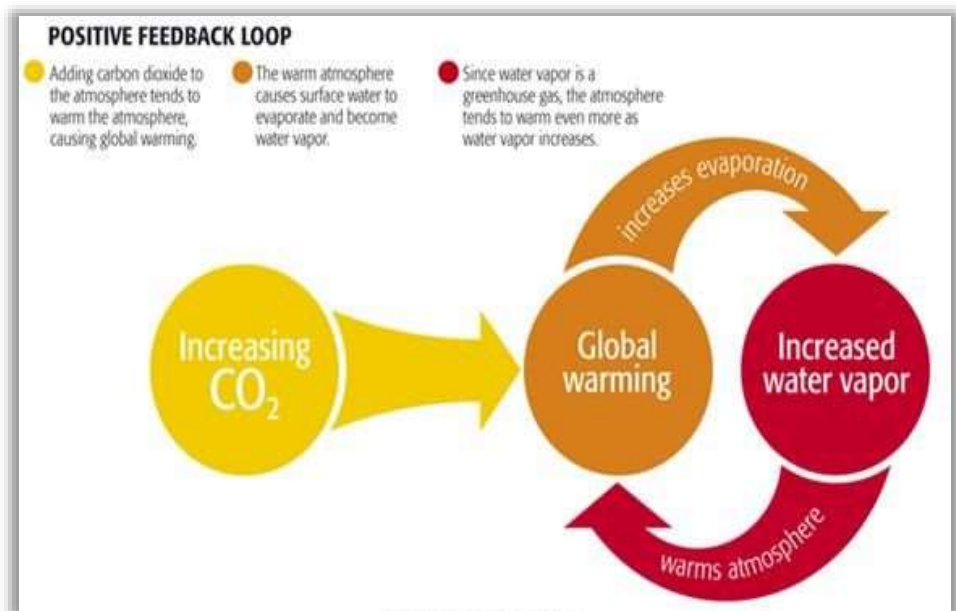 POSITIVE FEEDBACK LOOP
Adding carbon dioxide to
the atmosphere tends to
warm the atmosphere,
causing global warming.
The warm atmosphere
causes surface water to
evaporate and become
water vapor.
Since water vapor is a
greenhouse gas, the atmosphere
tends to warm even more as
water vapor increases.
increases evaporation
Increasing
CO₂
Global
warming
Increased
water vapor
warms atmosphere